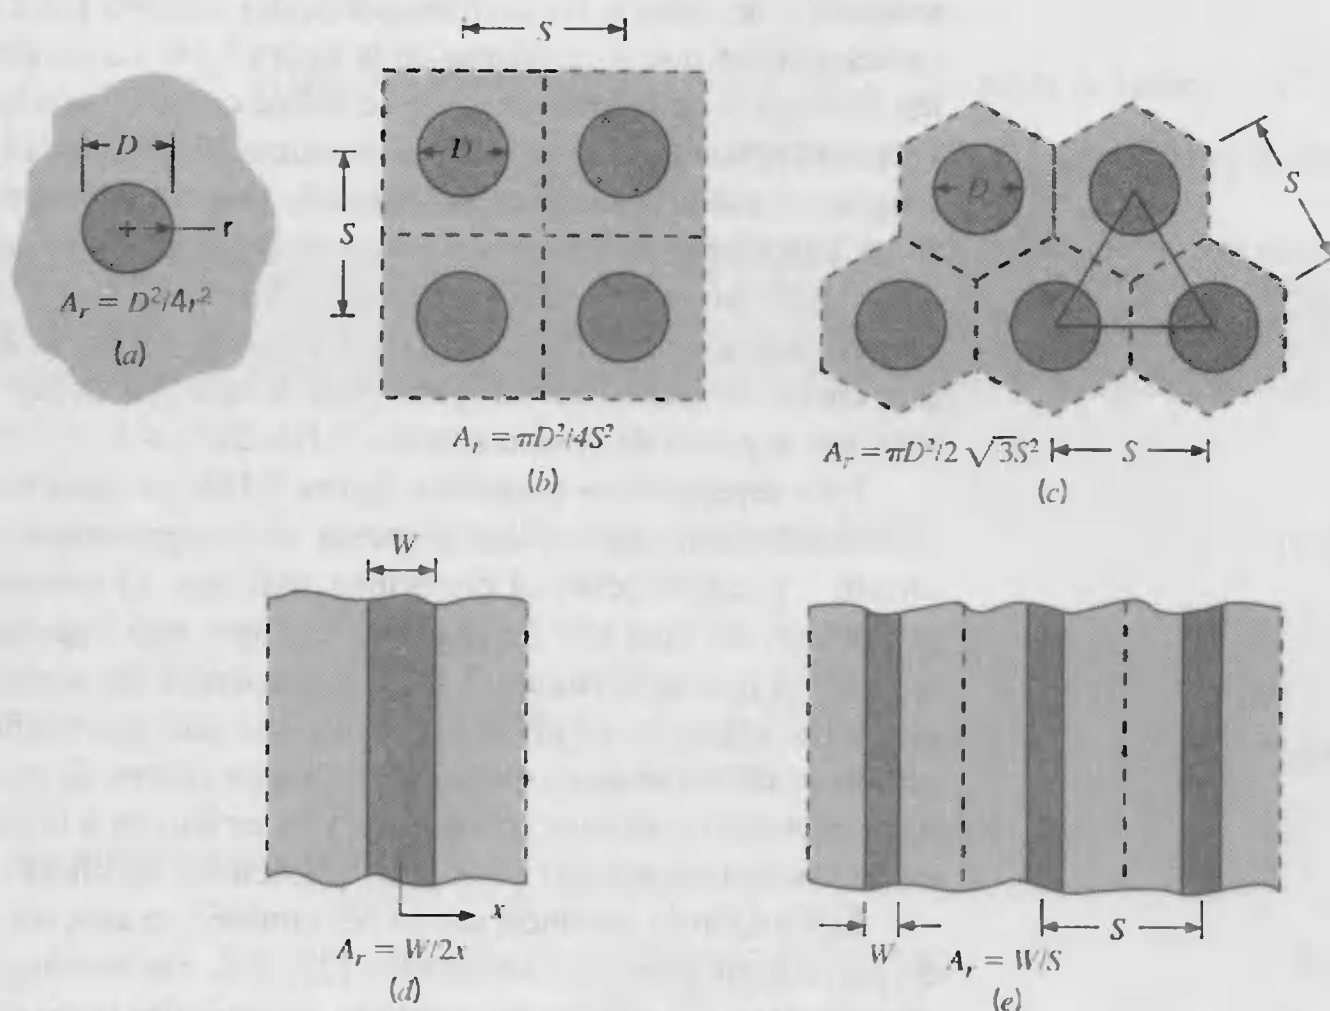 D
r
A_r = D²/4r²
(a)
S
S
D
A_r = πD²/4S²
(b)
D
S
A_r = πD²/2 √3S²
S
(c)
W
x
A_r = W/2x
(d)
W
A_r = W/S
S
(e)